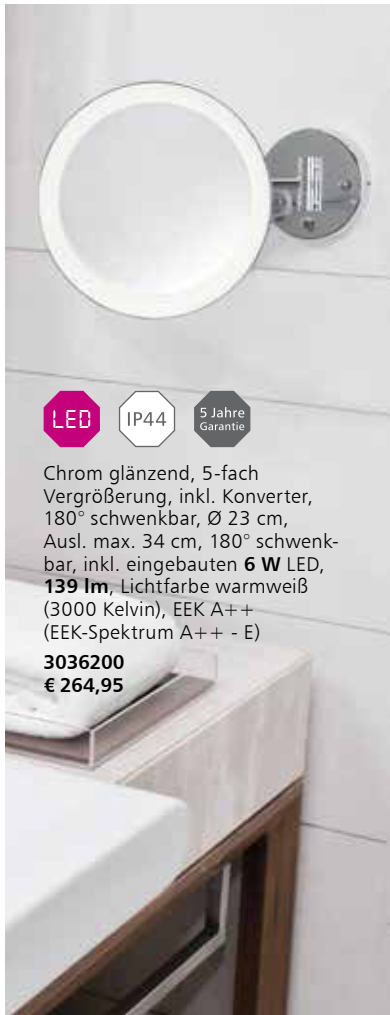 LED
IP44
5 Jahre
Garantie
Chrom glänzend, 5-fach
Vergrößerung, inkl. Konverter,
180° schwenkbar, Ø 23 cm,
Ausl. max. 34 cm, 180° schwenk-
bar, inkl. eingebauten 6 W LED,
139 lm, Lichtfarbe warmweiß
(3000 Kelvin), EEK A++
(EEK-Spektrum A++ - E)
3036200
€ 264,95